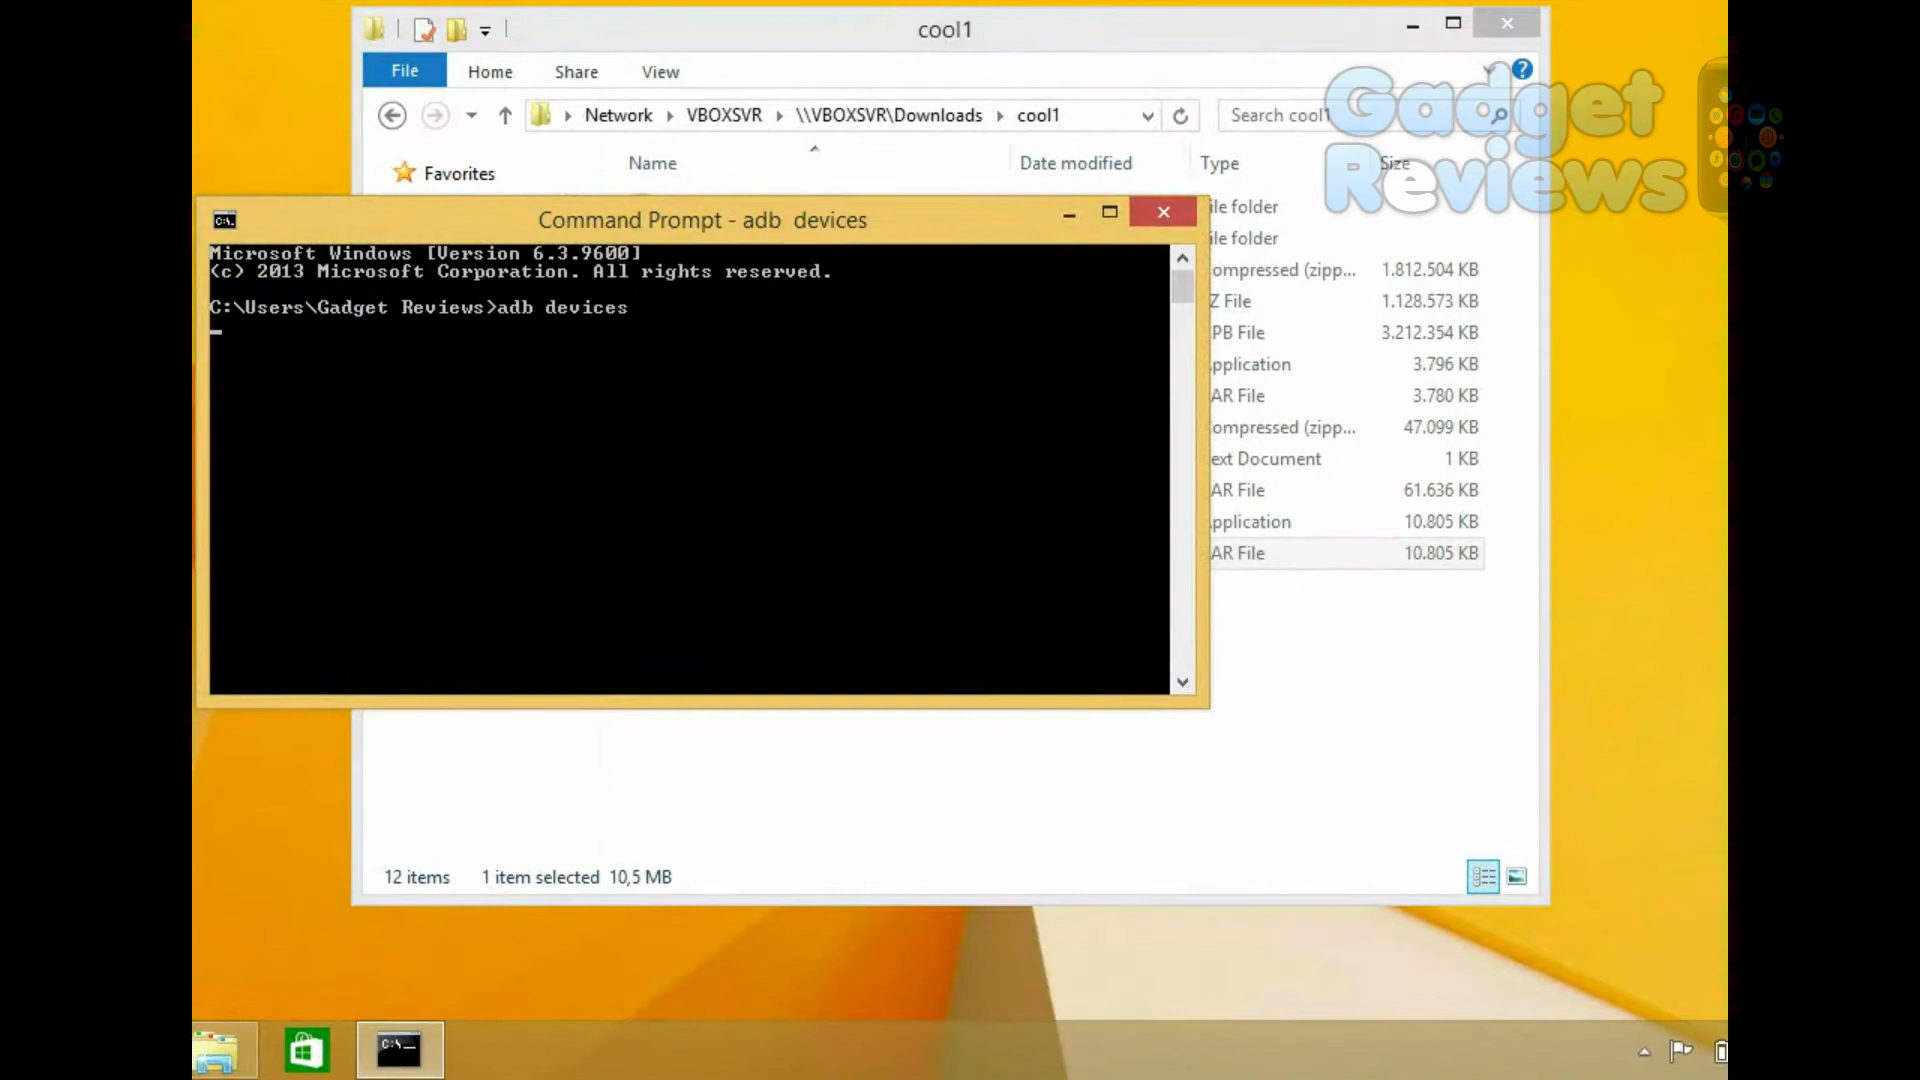 cool1
File Home Share View
Network VBOXSVR \\VBOXSVR\Downloads cool1
Search cool1
Gadget
Reviews
Favorites
Name Date modified Type Size
Command Prompt - adb devices
Microsoft Windows [Version 6.3.9600]
(c) 2013 Microsoft Corporation. All rights reserved.
C:\Users\Gadget Reviews>adb devices
ile folder
ile folder
ompressed (zipp... 1.812.504 KB
Z File 1.128.573 KB
PB File 3.212.354 KB
pplication 3.796 KB
AR File 3.780 KB
ompressed (zipp... 47.099 KB
ext Document 1 KB
AR File 61.636 KB
pplication 10.805 KB
AR File 10.805 KB
12 items 1 item selected 10,5 MB